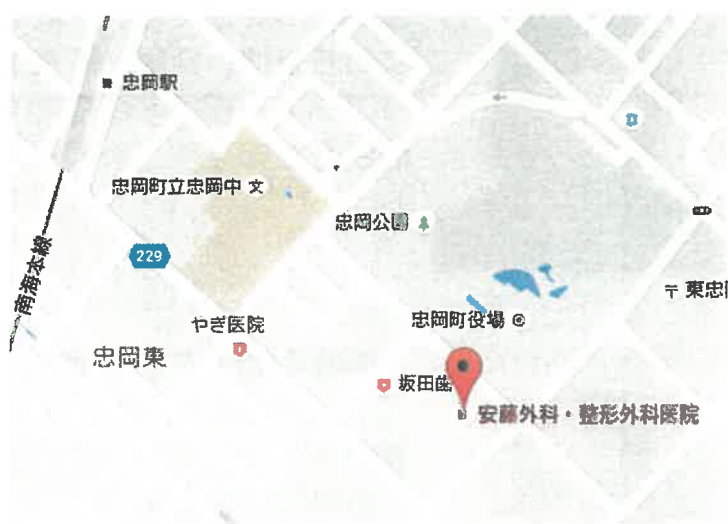 忠岡駅
忠岡町立忠岡中 文
忠岡公園
229
南海本線
〒 東忠岡
忠岡町役場
やぎ医院
忠岡東
坂田歯
安藤外科・整形外科医院